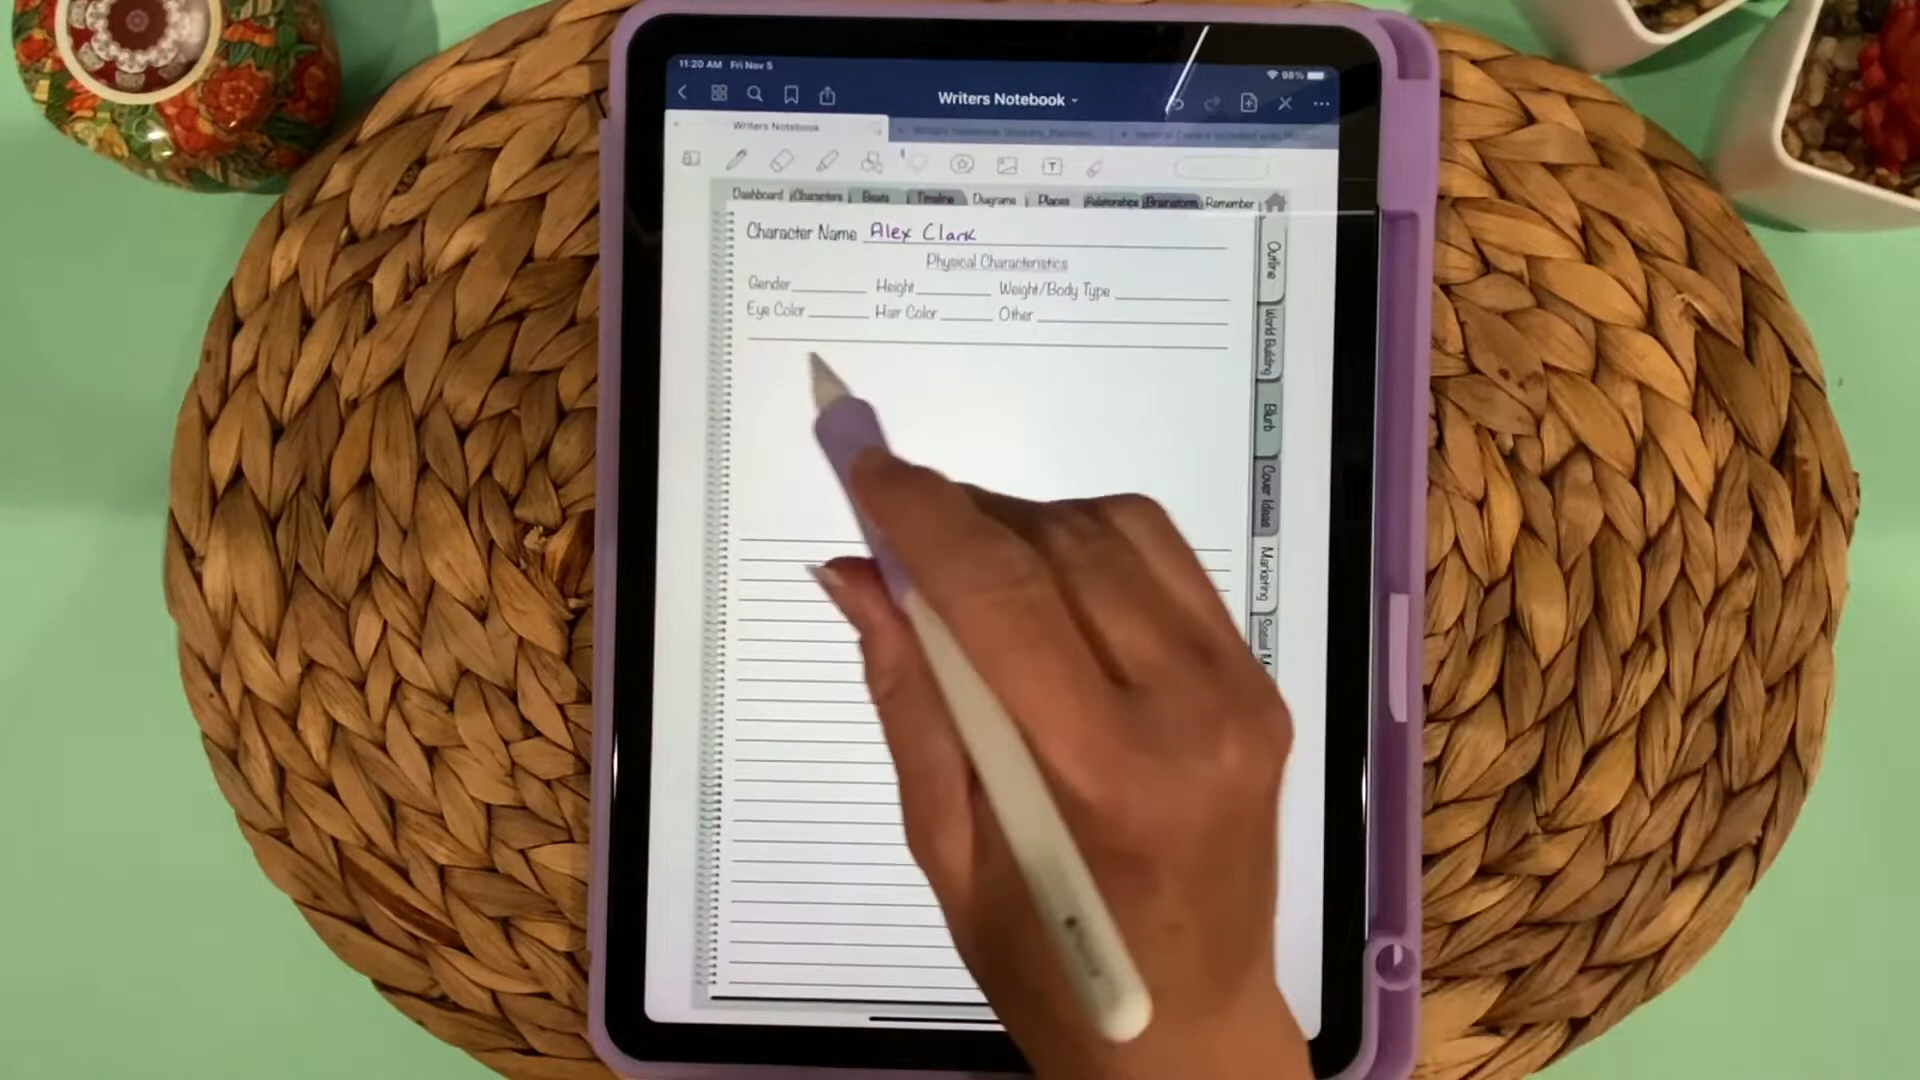 11:20 AM Fri Nov 5
98%
Writers Notebook
Writers Notebook
Dashboard Characters Beats Timeline Diagrams Places Relationships Brainstorm Remember
Character Name Alex Clark
Physical Characteristics
Gender Height Weight/Body Type
Eye Color Hair Color Other
Outline
World Building
Blurb
Cover Ideas
Marketing
Social M